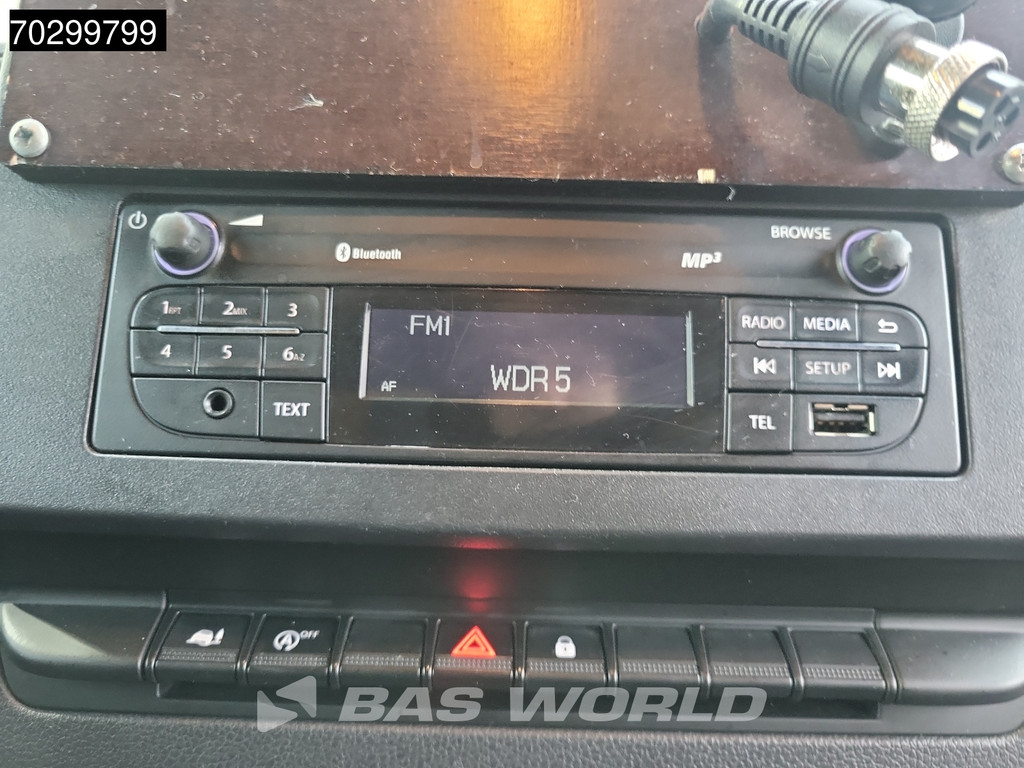 70299799
BROWSE
Bluetooth
MP3
1RPT 2MIX 3
FM1
RADIO MEDIA
4 5 6A-Z
AF
WDR 5
SETUP
TEXT
TEL
A OFF
BAS WORLD